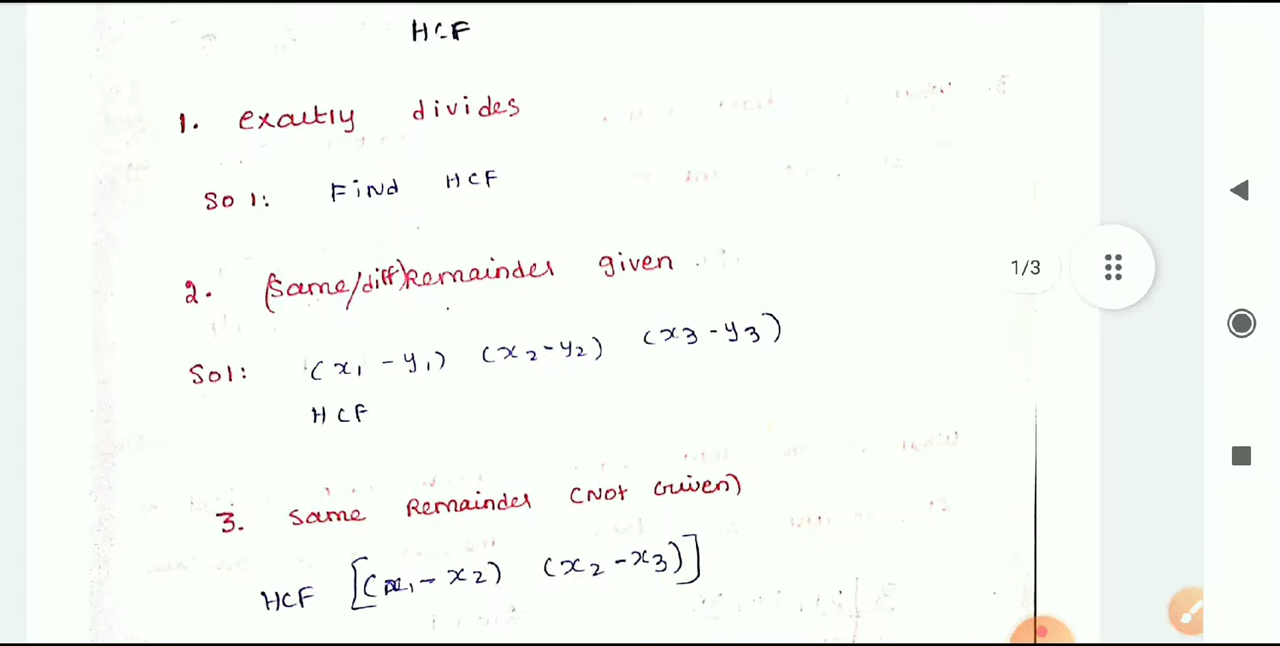 HCF
1. exactly divides
Sol: Find HCF
2. (same/diff)Remainder given
1/3
Sol: (x1 - y1) (x2 - y2) (x3 - y3)
HCF
3. Same Remainder (Not Given)
HCF [(x1 - x2) (x2 - x3)]